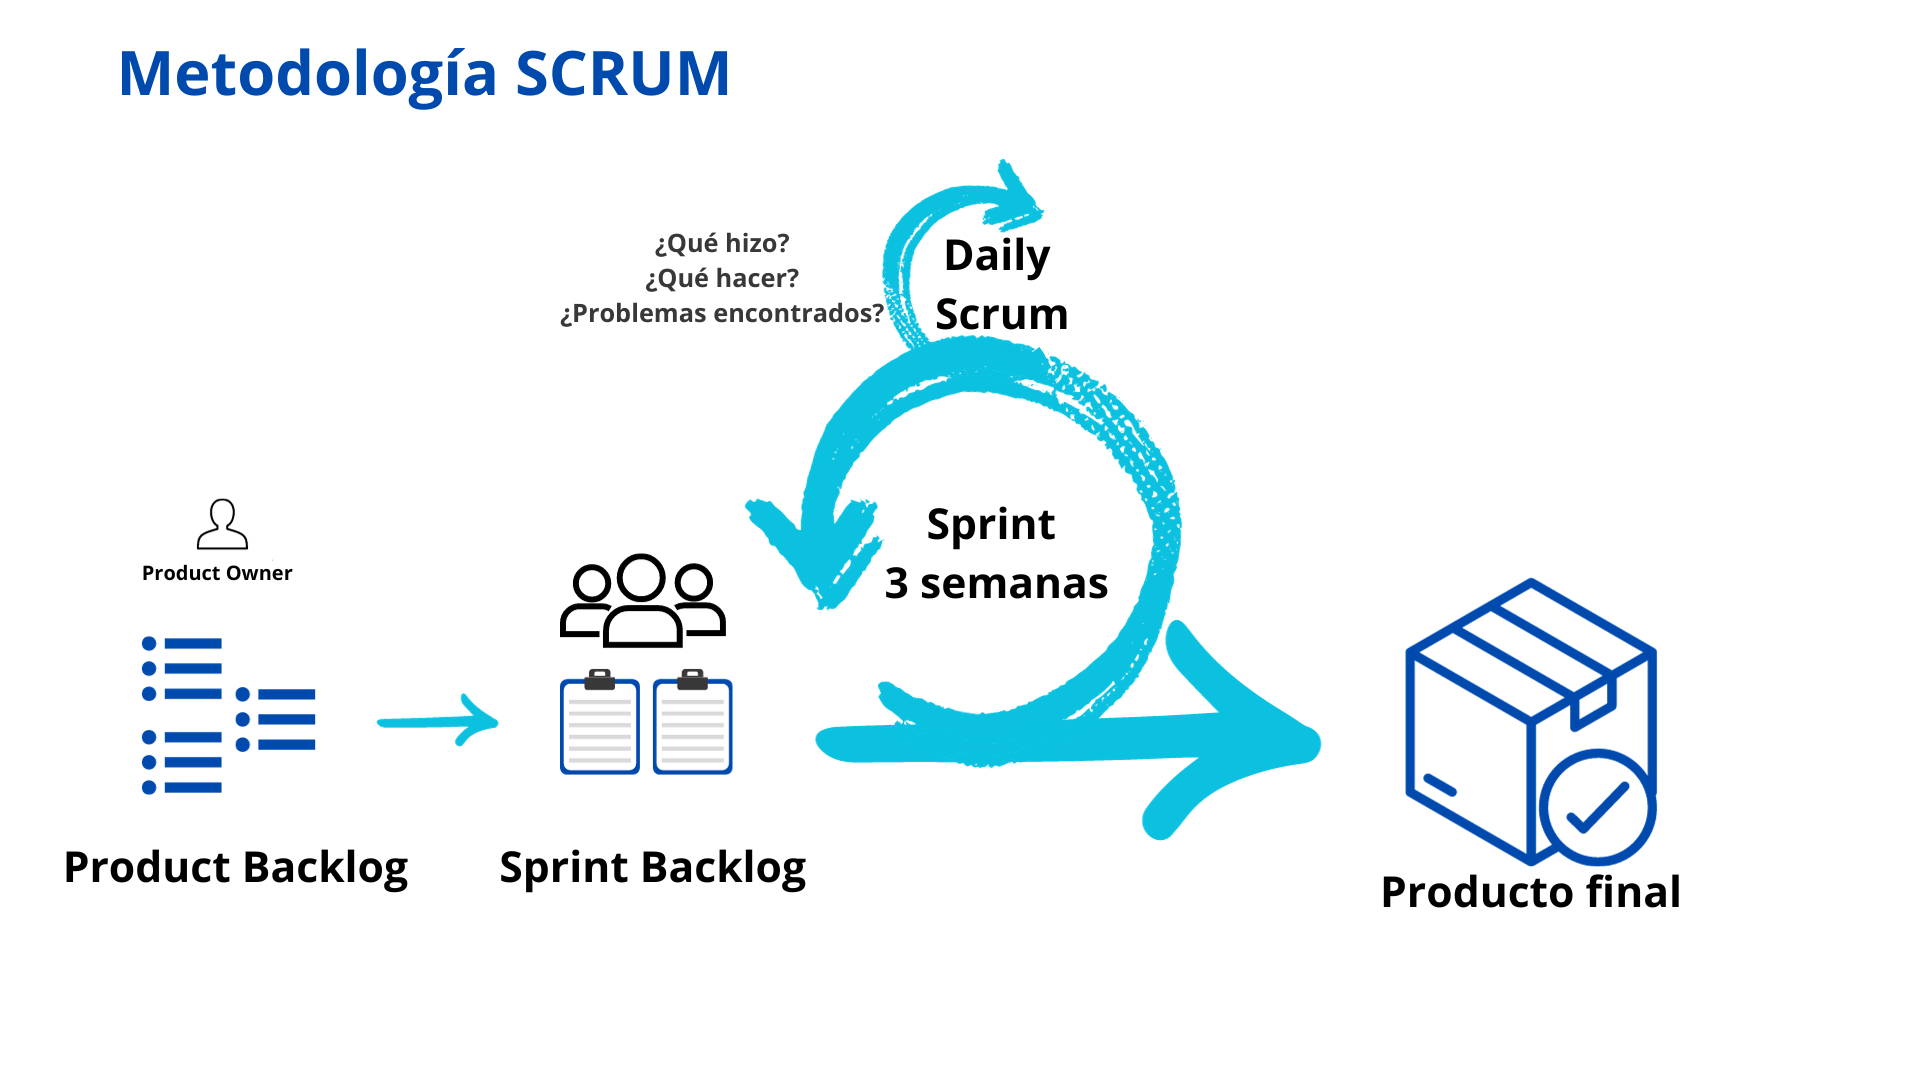 Metodología SCRUM
¿Qué hizo?
¿Qué hacer?
¿Problemas encontrados?
Daily
Scrum
Sprint
3 semanas
Product Owner
Product Backlog
Sprint Backlog
Producto final